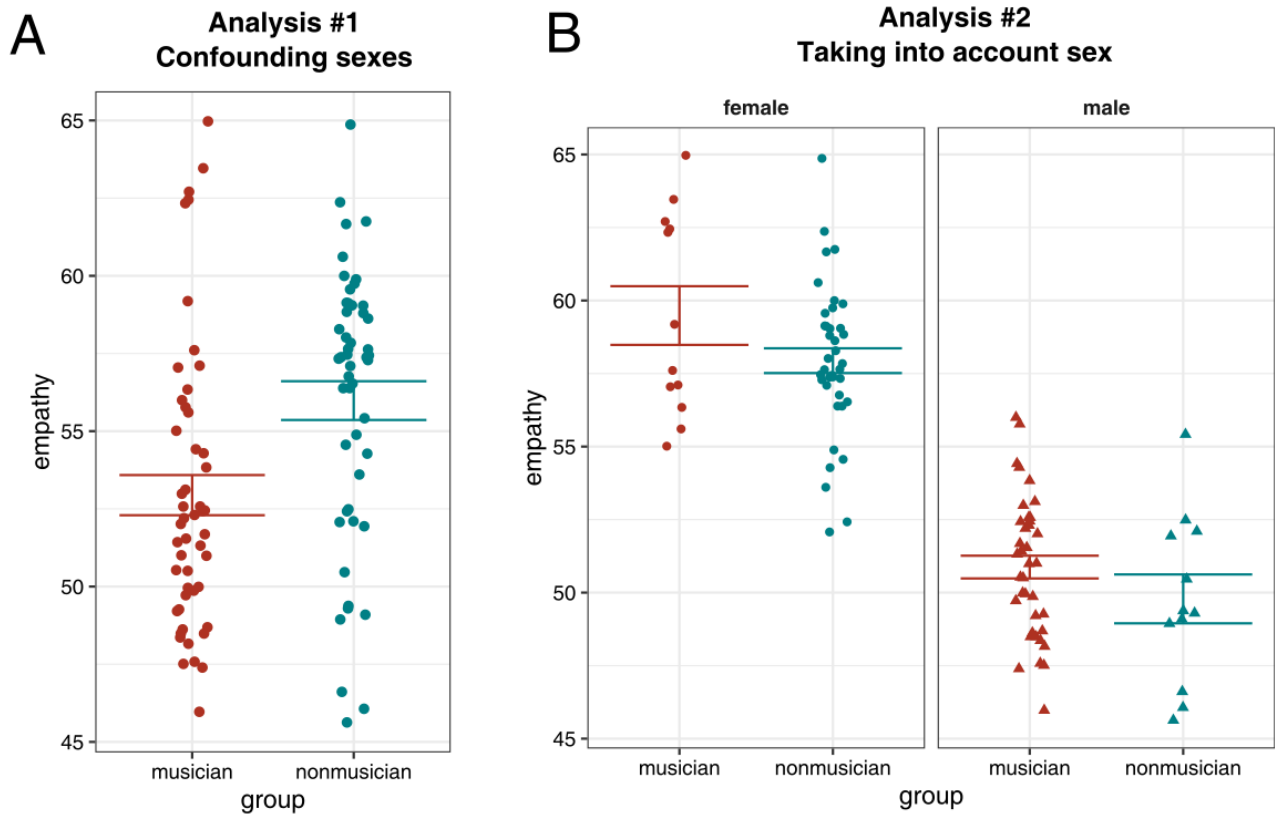 A
Analysis #1
Confounding sexes
empathy
65
60
55
50
45
musician nonmusician
group
B
Analysis #2
Taking into account sex
female male
empathy
65
60
55
50
45
musician nonmusician musician nonmusician
group